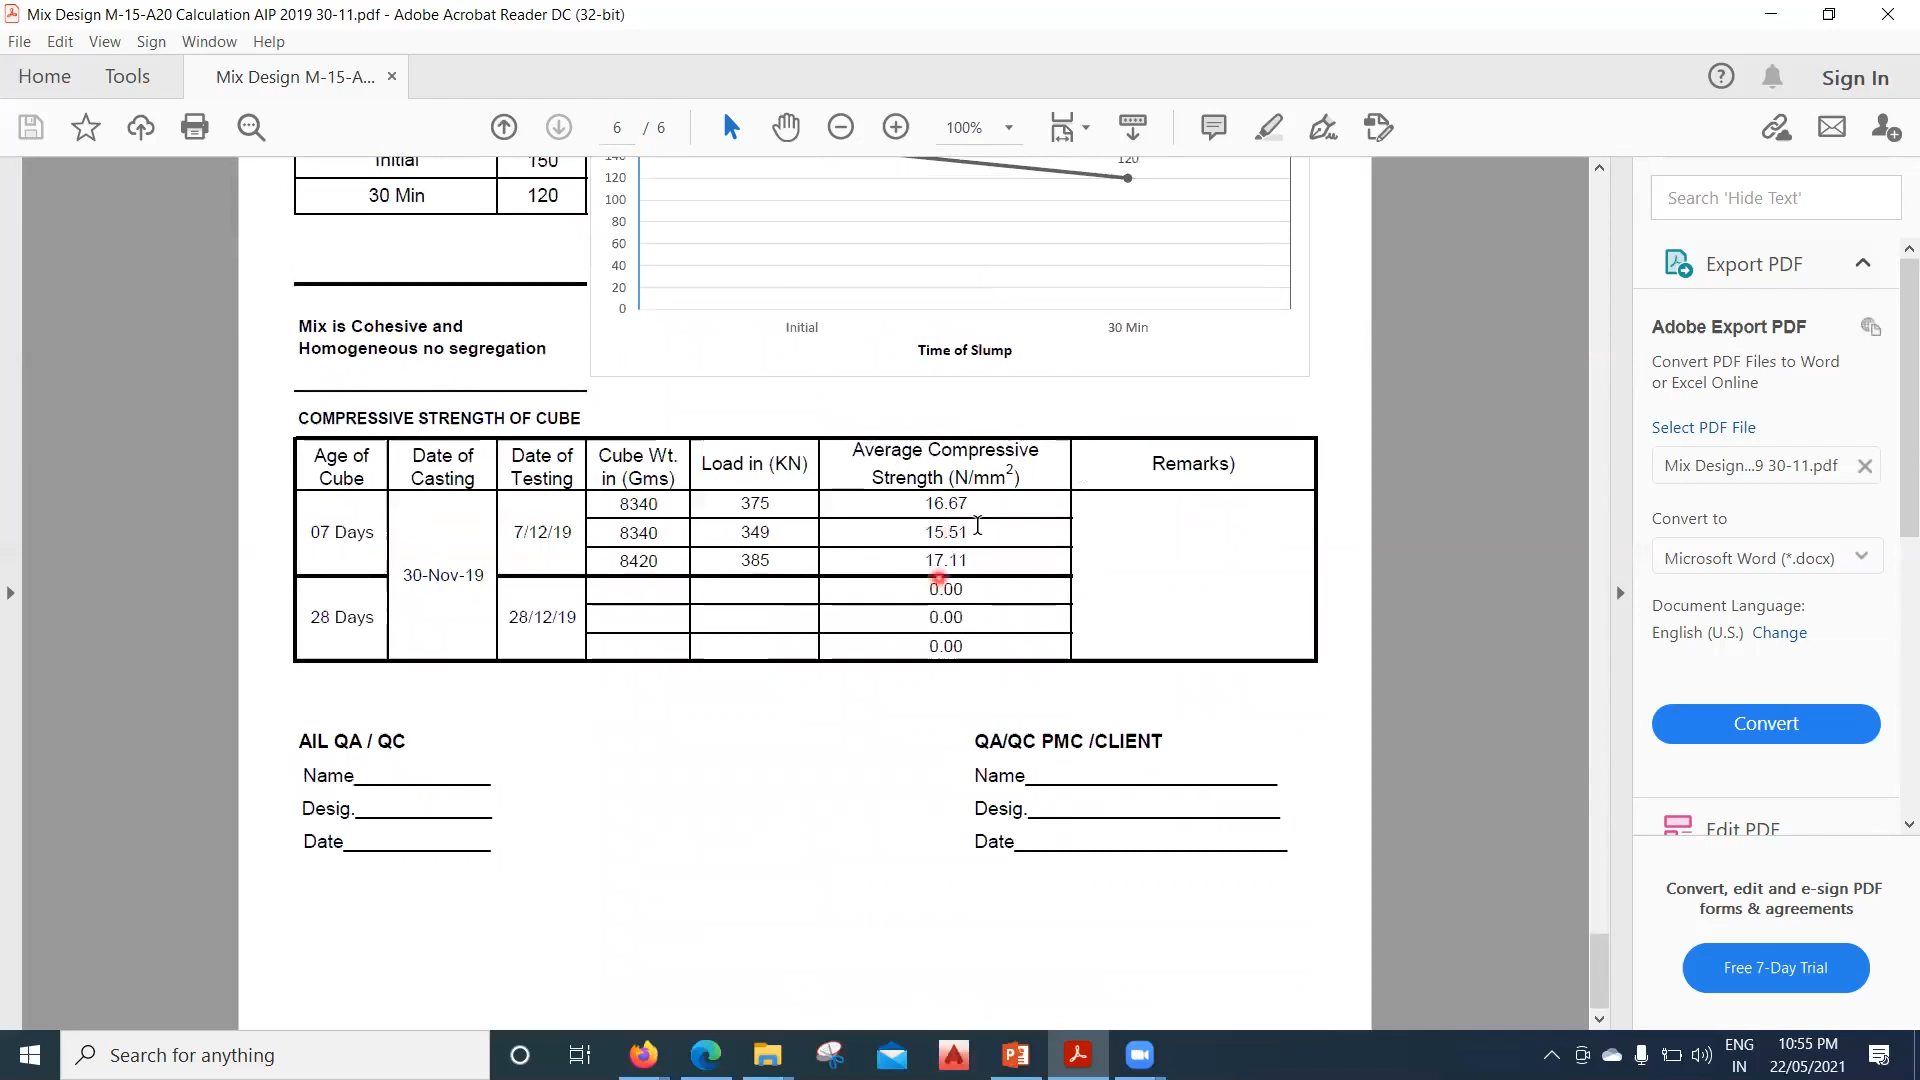 Mix Design M-15-A20 Calculation AIP 2019 30-11.pdf - Adobe Acrobat Reader DC (32-bit)
File Edit View Sign Window Help
Home Tools Mix Design M-15-A... ×
Sign In
6 / 6
100%
Search 'Hide Text'
Export PDF
Adobe Export PDF
Convert PDF Files to Word
or Excel Online
Select PDF File
Mix Design...9 30-11.pdf
Convert to
Microsoft Word (*.docx)
Document Language:
English (U.S.) Change
Convert
Edit PDF
Convert, edit and e-sign PDF
forms & agreements
Free 7-Day Trial
Initial 150
30 Min 120
140
120
120
100
80
60
40
20
0
Initial 30 Min
Time of Slump
Mix is Cohesive and
Homogeneous no segregation
COMPRESSIVE STRENGTH OF CUBE
Age of Cube Date of Casting Date of Testing Cube Wt. in (Gms) Load in (KN) Average Compressive Strength (N/mm²) Remarks)
07 Days 30-Nov-19 7/12/19 8340 375 16.67
8340 349 15.51
8420 385 17.11
28 Days 28/12/19 0.00
0.00
0.00
AIL QA / QC
Name
Desig.
Date
QA/QC PMC /CLIENT
Name
Desig.
Date
Search for anything
ENG
IN
10:55 PM
22/05/2021